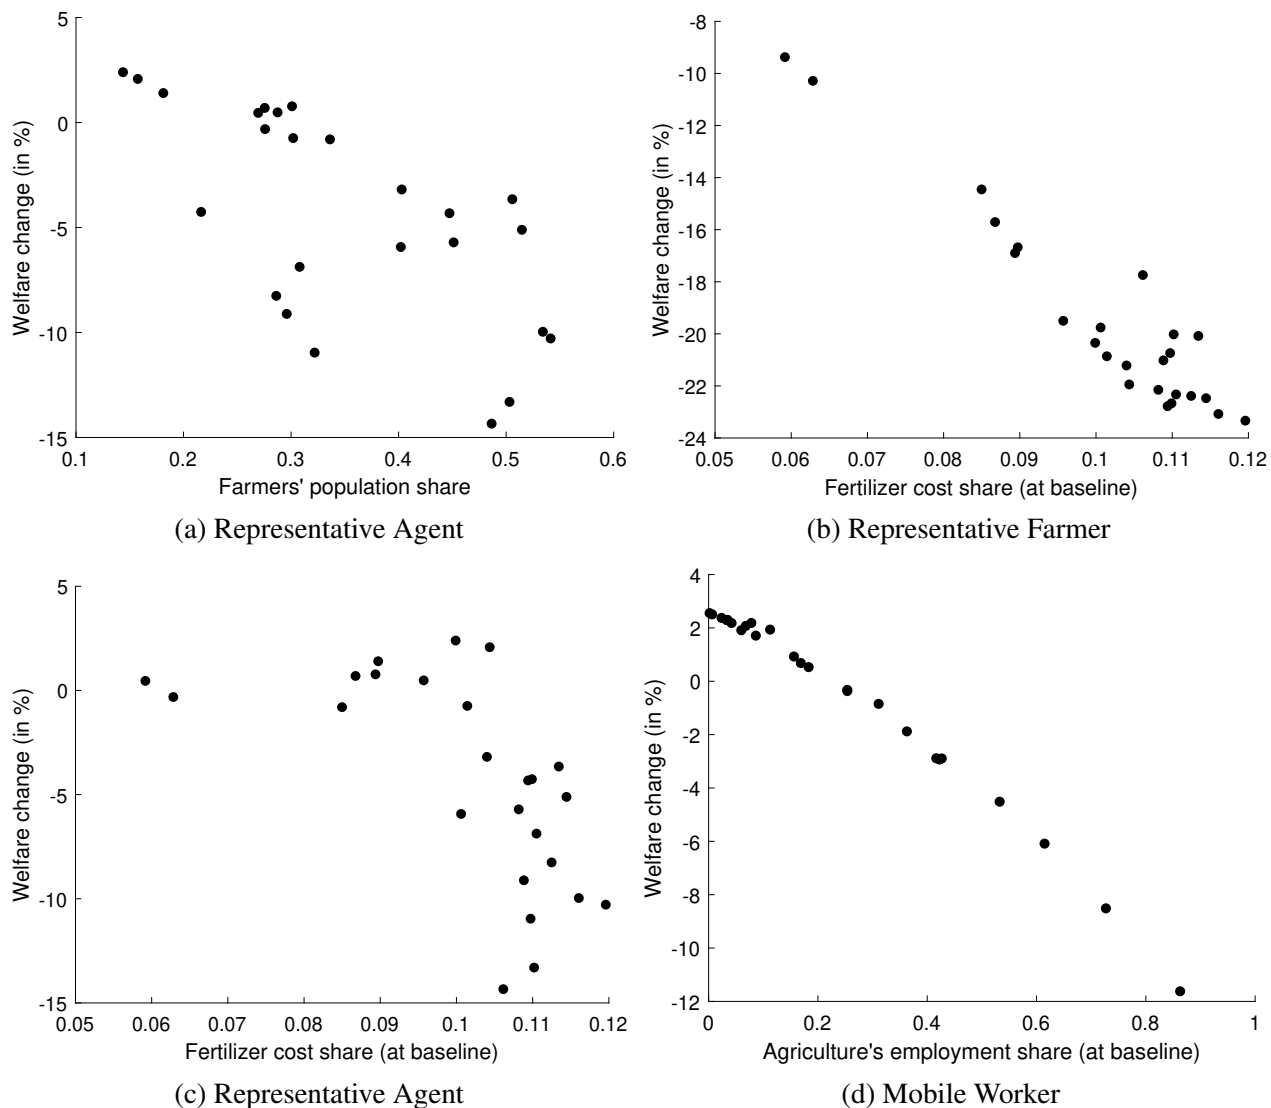 5
0
-5
-10
-15
0.1 0.2 0.3 0.4 0.5 0.6
Welfare change (in %)
Farmers' population share
(a) Representative Agent
-8
-10
-12
-14
-16
-18
-20
-22
-24
0.05 0.06 0.07 0.08 0.09 0.1 0.11 0.12
Welfare change (in %)
Fertilizer cost share (at baseline)
(b) Representative Farmer
5
0
-5
-10
-15
0.05 0.06 0.07 0.08 0.09 0.1 0.11 0.12
Welfare change (in %)
Fertilizer cost share (at baseline)
(c) Representative Agent
4
2
0
-2
-4
-6
-8
-10
-12
0 0.2 0.4 0.6 0.8 1
Welfare change (in %)
Agriculture's employment share (at baseline)
(d) Mobile Worker